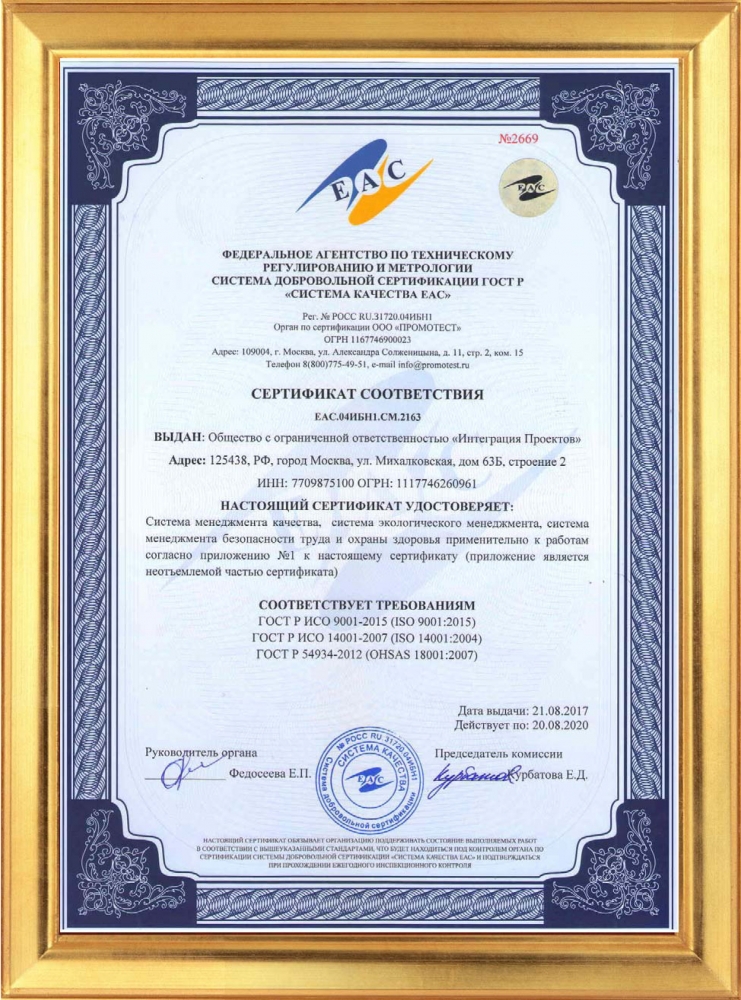 №2669
ЕАС
ЕАС
ФЕДЕРАЛЬНОЕ АГЕНТСТВО ПО ТЕХНИЧЕСКОМУ
РЕГУЛИРОВАНИЮ И МЕТРОЛОГИИ
СИСТЕМА ДОБРОВОЛЬНОЙ СЕРТИФИКАЦИИ ГОСТ Р
«СИСТЕМА КАЧЕСТВА ЕАС»
Рег. № РОСС RU.31720.04ИБН1
Орган по сертификации ООО «ПРОМОТЕСТ»
ОГРН 1167746900023
Адрес: 109004, г. Москва, ул. Александра Солженицына, д. 11, стр. 2, ком. 15
Телефон 8(800)775-49-51, e-mail info@promotest.ru
СЕРТИФИКАТ СООТВЕТСТВИЯ
ЕАС.04ИБН1.СМ.2163
ВЫДАН: Общество с ограниченной ответственностью «Интеграция Проектов»
Адрес: 125438, РФ, город Москва, ул. Михалковская, дом 63Б, строение 2
ИНН: 7709875100 ОГРН: 1117746260961
НАСТОЯЩИЙ СЕРТИФИКАТ УДОСТОВЕРЯЕТ:
Система менеджмента качества, система экологического менеджмента, система
менеджмента безопасности труда и охраны здоровья применительно к работам
согласно приложению №1 к настоящему сертификату (приложение является
неотъемлемой частью сертификата)
СООТВЕТСТВУЕТ ТРЕБОВАНИЯМ
ГОСТ Р ИСО 9001-2015 (ISO 9001:2015)
ГОСТ Р ИСО 14001-2007 (ISO 14001:2004)
ГОСТ Р 54934-2012 (OHSAS 18001:2007)
Дата выдачи: 21.08.2017
Действует по: 20.08.2020
Руководитель органа
Федосеева Е.П.
№ РОСС RU 31720.04ИБН1
СИСТЕМА КАЧЕСТВА
ЕАС
Система добровольной сертификации
Председатель комиссии
Курбатова Е.Д.
НАСТОЯЩИЙ СЕРТИФИКАТ ОБЯЗЫВАЕТ ОРГАНИЗАЦИЮ ПОДДЕРЖИВАТЬ СОСТОЯНИЕ ВЫПОЛНЯЕМЫХ РАБОТ
В СООТВЕТСТВИИ С ВЫШЕУКАЗАННЫМИ СТАНДАРТАМИ, ЧТО БУДЕТ НАХОДИТЬСЯ ПОД КОНТРОЛЕМ ОРГАНА ПО
СЕРТИФИКАЦИИ СИСТЕМЫ ДОБРОВОЛЬНОЙ СЕРТИФИКАЦИИ «СИСТЕМА КАЧЕСТВА ЕАС» И ПОДТВЕРЖДАТЬСЯ
ПРИ ПРОХОЖДЕНИИ ЕЖЕГОДНОГО ИНСПЕКЦИОННОГО КОНТРОЛЯ